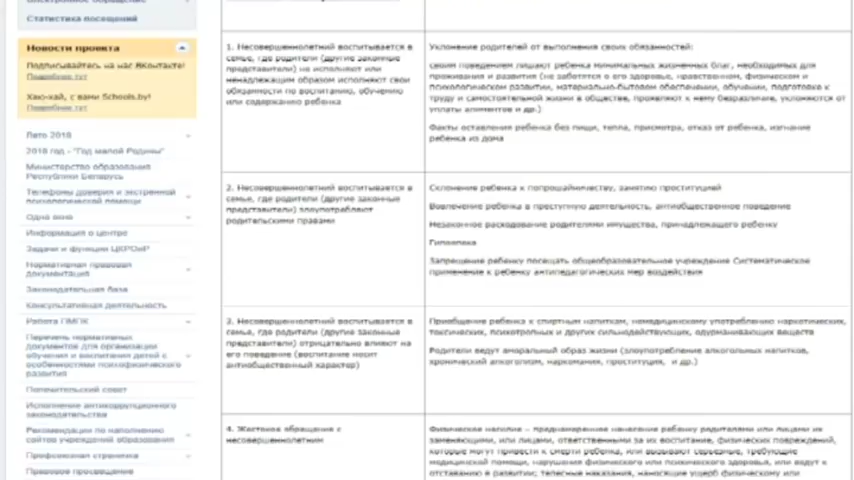 Электронное обращение
Статистика посещений
Новости проекта
Подписывайтесь на нас ВКонтакте!
Подробнее тут
Хаю-хай, с вами Schools.by!
Подробнее тут
Лето 2018
2018 год - "Год малой Родины"
Министерство образования
Республики Беларусь
Телефоны доверия и экстренной
психологической помощи
Одно окно
Информация о центре
Задачи и функции ЦКРОиР
Нормативная правовая
документация
Законодательная база
Консультативная деятельность
Работа ПМПК
Перечень нормативных
документов для организации
обучения и воспитания детей с
особенностями психофизического
развития
Попечительский совет
Исполнение антикоррупционного
законодательства
Рекомендации по наполнению
сайтов учреждений образования
Профсоюзная страничка
Правовое просвещение
1. Несовершеннолетний воспитывается в
семье, где родители (другие законные
представители) не исполняют или
ненадлежащим образом исполняют свои
обязанности по воспитанию, обучению
или содержанию ребенка
Уклонение родителей от выполнения своих обязанностей:
своим поведением лишают ребенка минимальных жизненных благ, необходимых для
проживания и развития (не заботятся о его здоровье, нравственном, физическом и
психологическом развитии, материально-бытовом обеспечении, обучении, подготовке к
труду и самостоятельной жизни в обществе, проявляют к нему безразличие, уклоняются от
уплаты алиментов и др.)
Факты оставления ребенка без пищи, тепла, присмотра, отказ от ребенка, изгнание
ребенка из дома
2. Несовершеннолетний воспитывается в
семье, где родители (другие законные
представители) злоупотребляют
родительскими правами
Склонение ребенка к попрошайничеству, занятию проституцией
Вовлечение ребенка в преступную деятельность, антиобщественное поведение
Незаконное расходование родителями имущества, принадлежащего ребенку
Гипноопека
Запрещение ребенку посещать общеобразовательное учреждение Систематическое
применение к ребенку антипедагогических мер воздействия
3. Несовершеннолетний воспитывается в
семье, где родители (другие законные
представители) отрицательно влияют на
его поведение (воспитание носит
антиобщественный характер)
Приобщение ребенка к спиртным напиткам, немедицинскому употреблению наркотических,
токсических, психотропных и других сильнодействующих, одурманивающих веществ
Родители ведут аморальный образ жизни (злоупотребление алкогольных напитков,
хронический алкоголизм, наркомания, проституция, и др.)
4. Жестокое обращение с
несовершеннолетним
Физическое насилие – преднамеренное нанесение ребенку родителями или лицами их
заменяющими, или лицами, ответственными за их воспитание, физических повреждений,
которые могут привести к смерти ребенка, или вызывают серьезные, требующие
медицинской помощи, нарушения физического или психического здоровья, или ведут к
отставанию в развитии; телесные наказания, наносящие ущерб физическому или